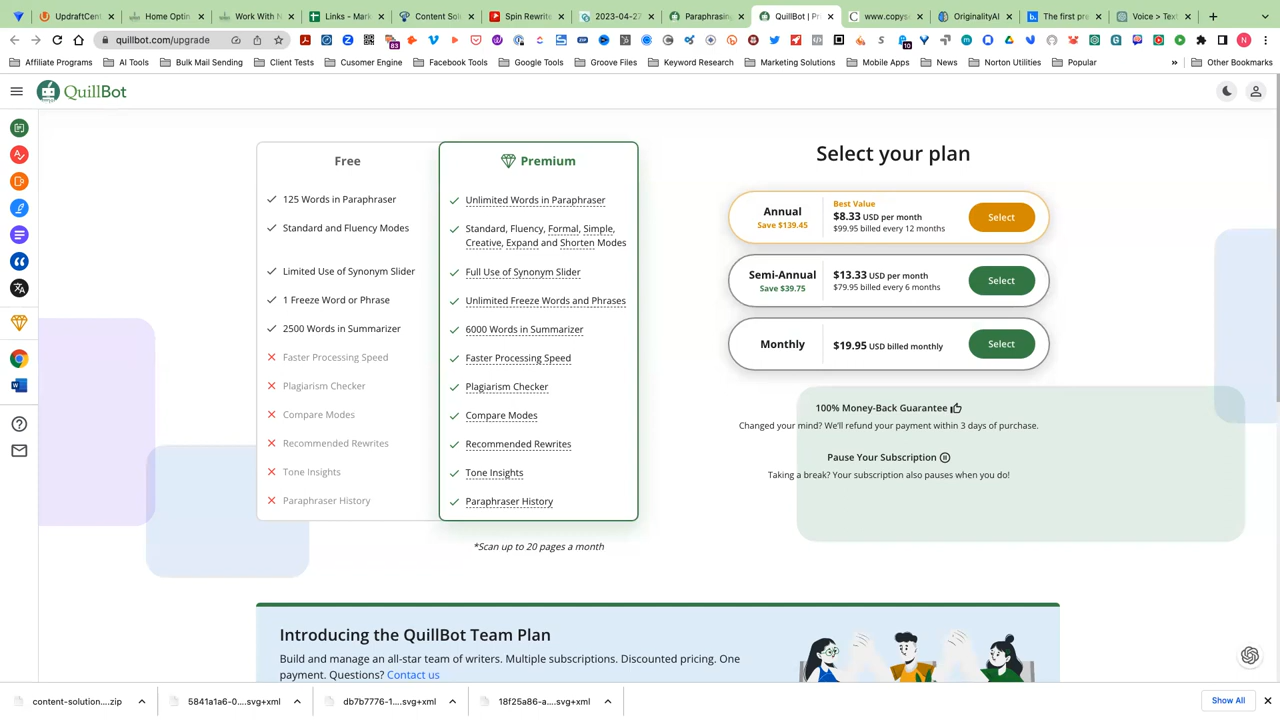 UpdraftCent
Home Optin
Work With N
Links - Mark
Content Solu
Spin Rewrite
2023-04-27
Paraphrasin
QuillBot | Pri
www.copys
OriginalityAI
The first pre
Voice > Text
quillbot.com/upgrade
83
10
N
Affiliate Programs
AI Tools
Bulk Mail Sending
Client Tests
Cusomer Engine
Facebook Tools
Google Tools
Groove Files
Keyword Research
Marketing Solutions
Mobile Apps
News
Norton Utilities
Popular
»
Other Bookmarks
QuillBot
Free
125 Words in Paraphraser
Standard and Fluency Modes
Limited Use of Synonym Slider
1 Freeze Word or Phrase
2500 Words in Summarizer
Faster Processing Speed
Plagiarism Checker
Compare Modes
Recommended Rewrites
Tone Insights
Paraphraser History
Premium
Unlimited Words in Paraphraser
Standard, Fluency, Formal, Simple,
Creative, Expand and Shorten Modes
Full Use of Synonym Slider
Unlimited Freeze Words and Phrases
6000 Words in Summarizer
Faster Processing Speed
Plagiarism Checker
Compare Modes
Recommended Rewrites
Tone Insights
Paraphraser History
*Scan up to 20 pages a month
Select your plan
Annual
Save $139.45
Best Value
$8.33 USD per month
$99.95 billed every 12 months
Select
Semi-Annual
Save $39.75
$13.33 USD per month
$79.95 billed every 6 months
Select
Monthly
$19.95 USD billed monthly
Select
100% Money-Back Guarantee
Changed your mind? We'll refund your payment within 3 days of purchase.
Pause Your Subscription
Taking a break? Your subscription also pauses when you do!
Introducing the QuillBot Team Plan
Build and manage an all-star team of writers. Multiple subscriptions. Discounted pricing. One
payment. Questions? Contact us
content-solution....zip
5841a1a6-0....svg+xml
db7b7776-1....svg+xml
18f25a86-a....svg+xml
Show All